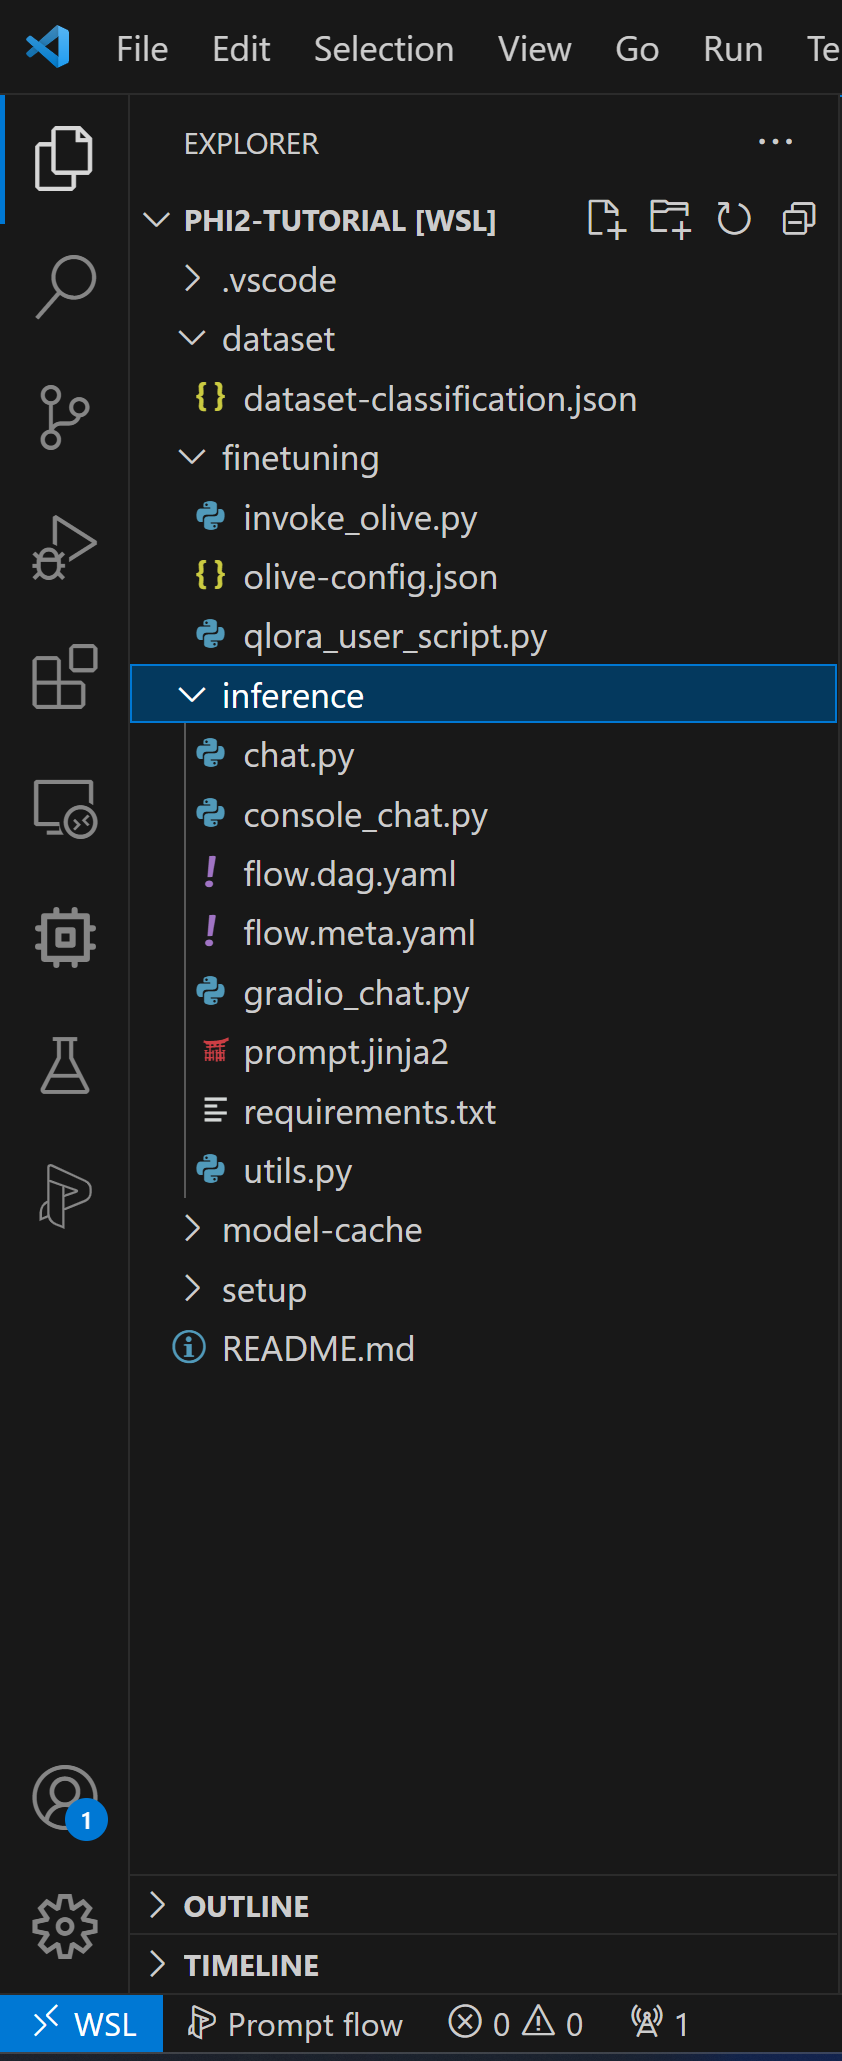 File Edit Selection View Go Run Te
EXPLORER
PHI2-TUTORIAL [WSL]
.vscode
dataset
dataset-classification.json
finetuning
invoke_olive.py
olive-config.json
qlora_user_script.py
inference
chat.py
console_chat.py
flow.dag.yaml
flow.meta.yaml
gradio_chat.py
prompt.jinja2
requirements.txt
utils.py
model-cache
setup
README.md
1
OUTLINE
TIMELINE
WSL Prompt flow 0 0 1